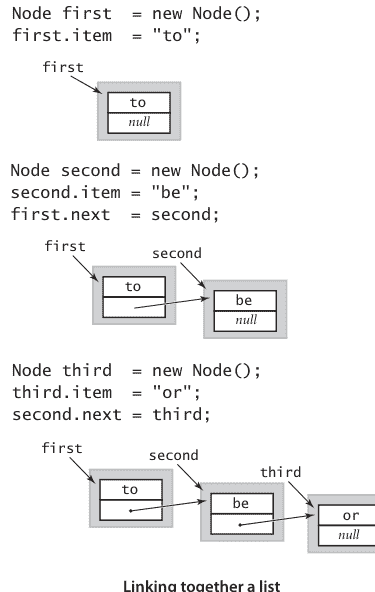 Node first  = new Node();
first.item  = "to";
first
to
null
Node second = new Node();
second.item = "be";
first.next  = second;
first
second
to
be
null
Node third  = new Node();
third.item  = "or";
second.next = third;
first
second
third
to
be
or
null
Linking together a list